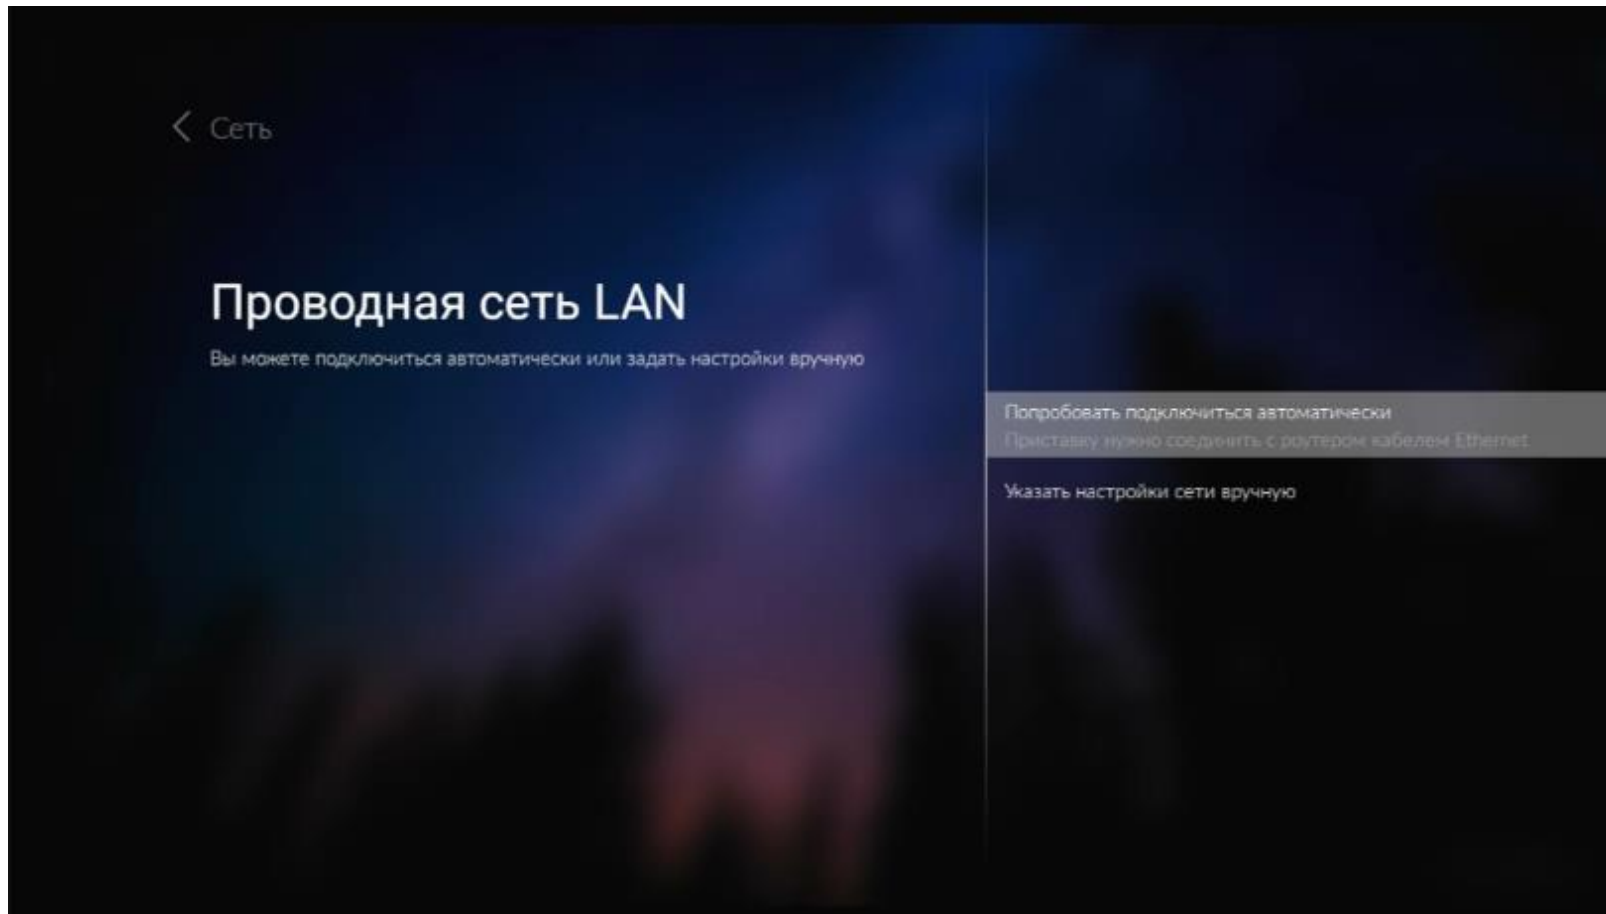 Сеть
Проводная сеть LAN
Вы можете подключиться автоматически или задать настройки вручную
Попробовать подключиться автоматически
Приставку нужно соединить с роутером кабелем Ethernet
Указать настройки сети вручную